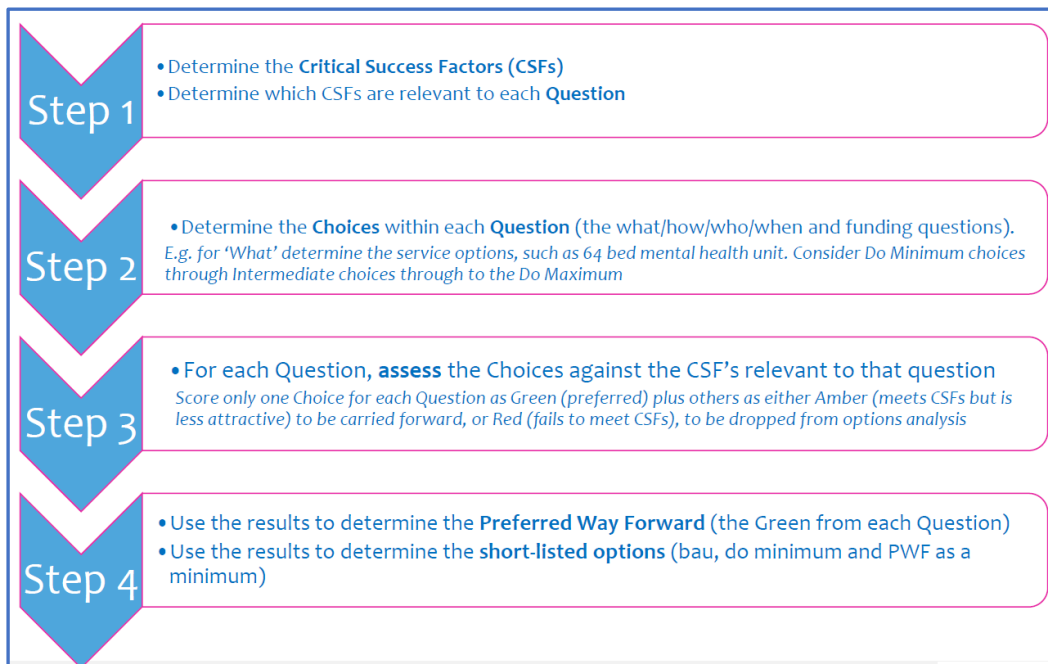 Step 1
•Determine the Critical Success Factors (CSFs)
•Determine which CSFs are relevant to each Question
Step 2
•Determine the Choices within each Question (the what/how/who/when and funding questions).
E.g. for ‘What’ determine the service options, such as 64 bed mental health unit. Consider Do Minimum choices
through Intermediate choices through to the Do Maximum
Step 3
•For each Question, assess the Choices against the CSF’s relevant to that question
Score only one Choice for each Question as Green (preferred) plus others as either Amber (meets CSFs but is
less attractive) to be carried forward, or Red (fails to meet CSFs), to be dropped from options analysis
Step 4
•Use the results to determine the Preferred Way Forward (the Green from each Question)
•Use the results to determine the short-listed options (bau, do minimum and PWF as a
minimum)